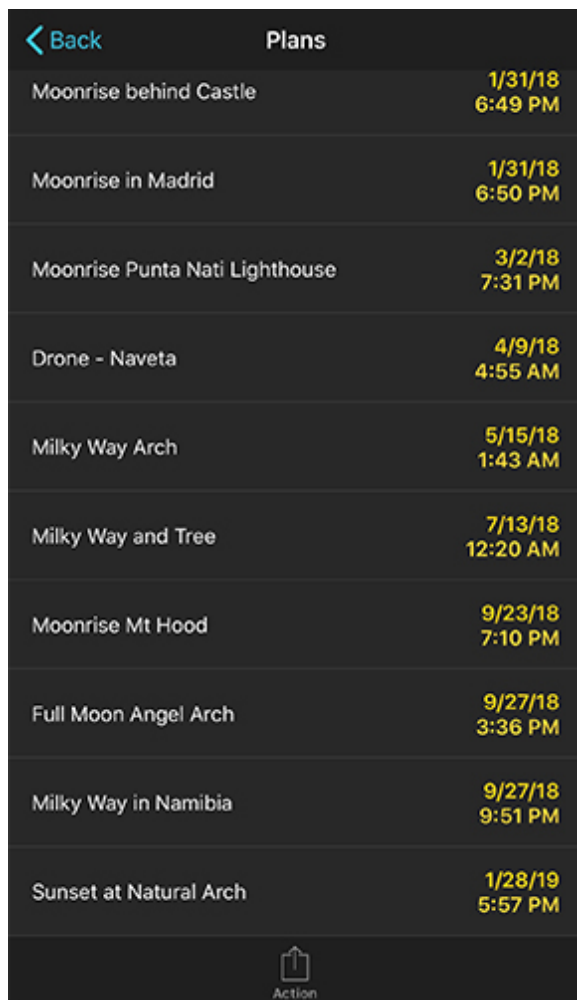 Back
Plans
Moonrise behind Castle
1/31/18
6:49 PM
Moonrise in Madrid
1/31/18
6:50 PM
Moonrise Punta Nati Lighthouse
3/2/18
7:31 PM
Drone - Naveta
4/9/18
4:55 AM
Milky Way Arch
5/15/18
1:43 AM
Milky Way and Tree
7/13/18
12:20 AM
Moonrise Mt Hood
9/23/18
7:10 PM
Full Moon Angel Arch
9/27/18
3:36 PM
Milky Way in Namibia
9/27/18
9:51 PM
Sunset at Natural Arch
1/28/19
5:57 PM
Action